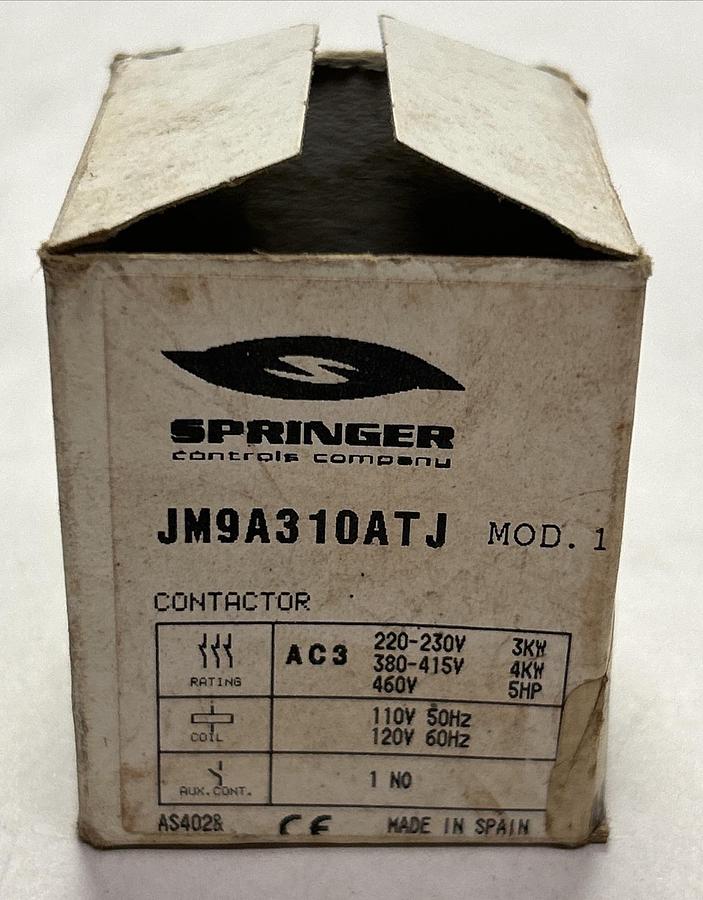 SPRINGER
controls company
JM9A310ATJ MOD. 1
CONTACTOR
RATING
AC3
220-230V 3KW
380-415V 4KW
460V 5HP
COIL
110V 50Hz
120V 60Hz
AUX.CONT.
1 NO
CE MADE IN SPAIN